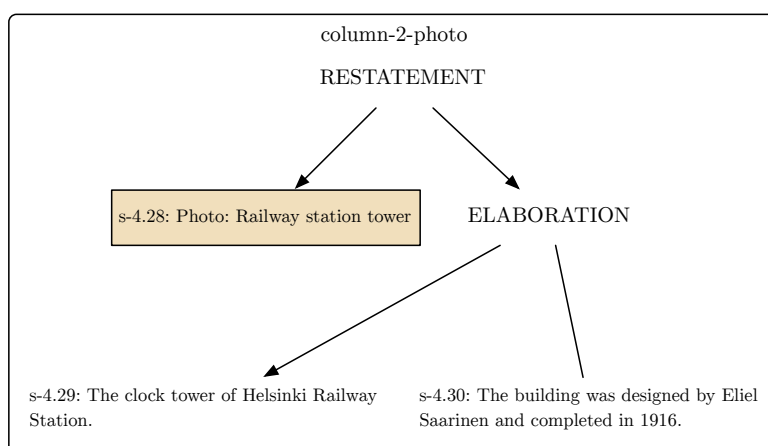 column-2-photo
RESTATEMENT
s-4.28: Photo: Railway station tower
ELABORATION
s-4.29: The clock tower of Helsinki Railway
Station.
s-4.30: The building was designed by Eliel
Saarinen and completed in 1916.